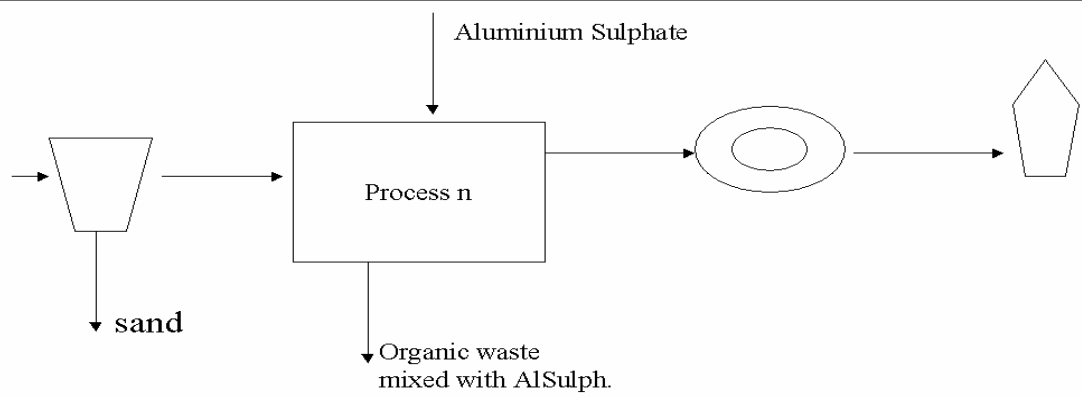 Aluminium Sulphate
Process n
sand
Organic waste
mixed with AlSulph.